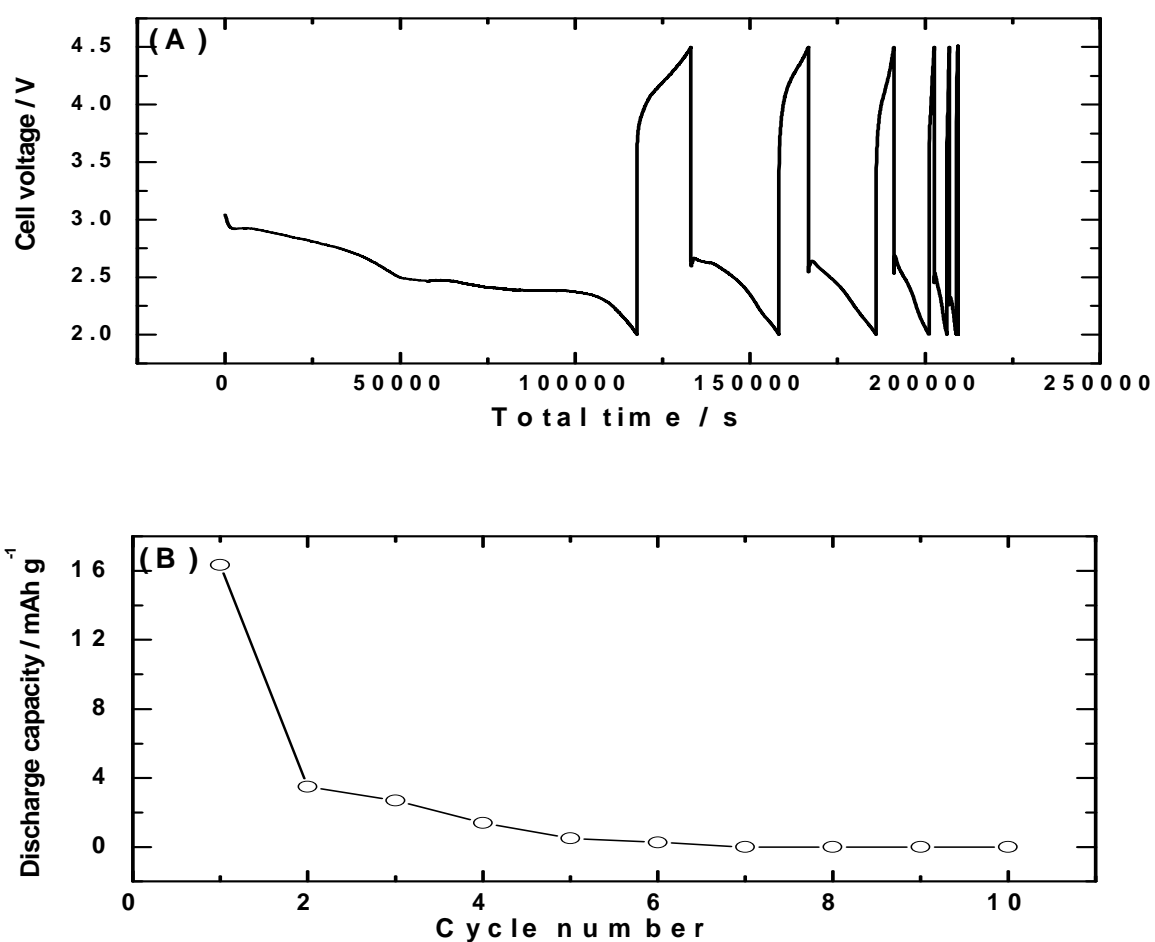 (A)
4.5
4.0
3.5
3.0
2.5
2.0
Cell voltage / V
0 50000 100000 150000 200000 250000
Total time / s
(B)
16
12
8
4
0
Discharge capacity / mAh g-1
0 2 4 6 8 10
Cycle number